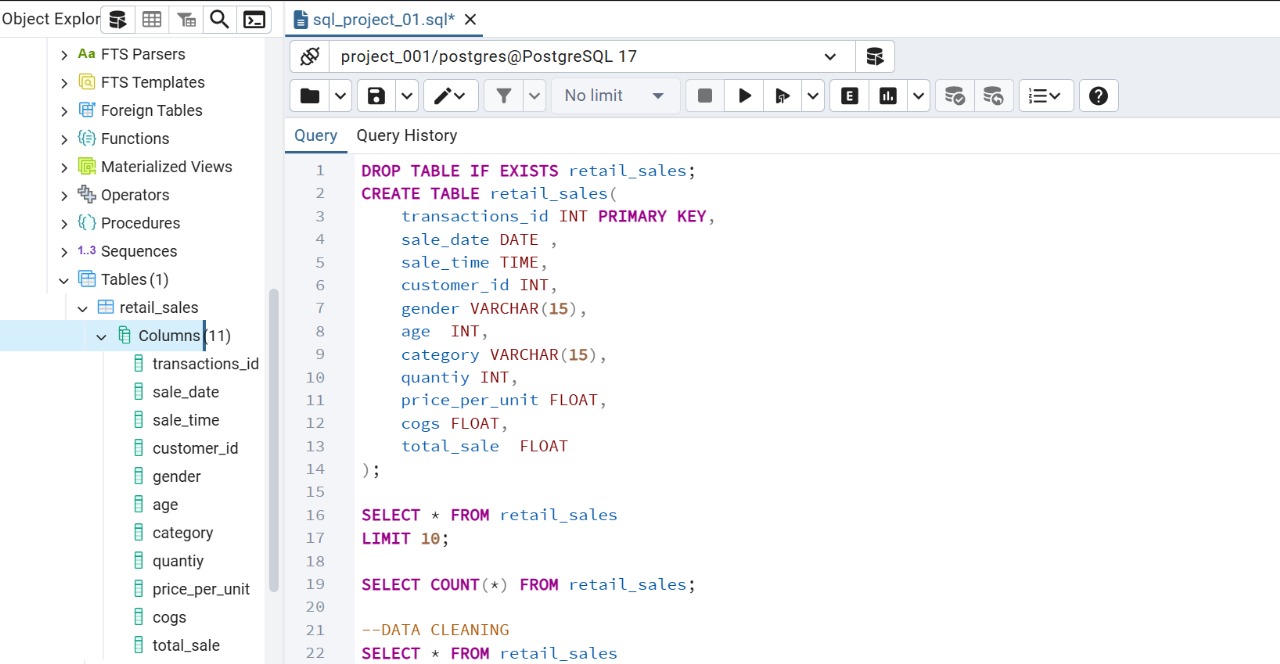 Object Explor
sql_project_01.sql*
project_001/postgres@PostgreSQL 17
No limit
E
Query
Query History
Aa FTS Parsers
FTS Templates
Foreign Tables
Functions
Materialized Views
Operators
Procedures
1..3 Sequences
Tables (1)
retail_sales
Columns (11)
transactions_id
sale_date
sale_time
customer_id
gender
age
category
quantiy
price_per_unit
cogs
total_sale
1 DROP TABLE IF EXISTS retail_sales;
2 CREATE TABLE retail_sales(
3 transactions_id INT PRIMARY KEY,
4 sale_date DATE ,
5 sale_time TIME,
6 customer_id INT,
7 gender VARCHAR(15),
8 age  INT,
9 category VARCHAR(15),
10 quantiy INT,
11 price_per_unit FLOAT,
12 cogs FLOAT,
13 total_sale  FLOAT
14 );
15
16 SELECT * FROM retail_sales
17 LIMIT 10;
18
19 SELECT COUNT(*) FROM retail_sales;
20
21 --DATA CLEANING
22 SELECT * FROM retail_sales